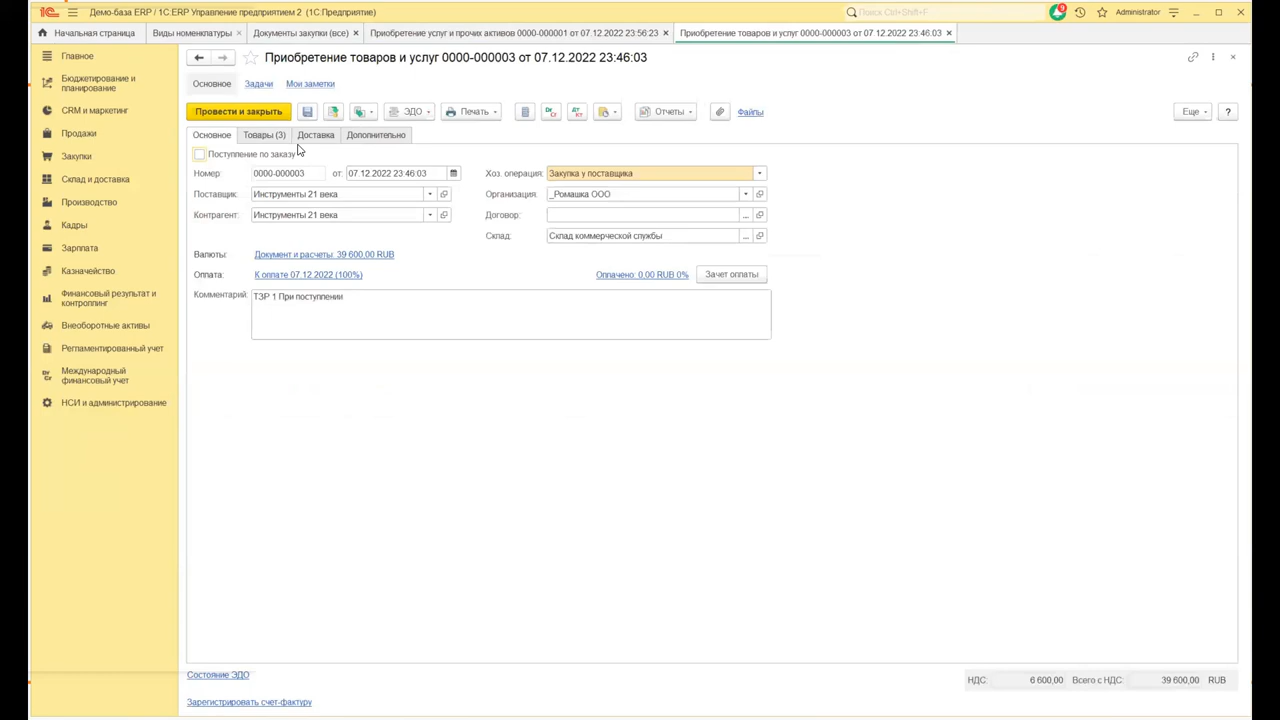 Демо-база ERP / 1С:ERP Управление предприятием 2 (1С:Предприятие)
Поиск Ctrl+Shift+F
9
Administrator
Начальная страница
Виды номенклатуры ×
Документы закупки (все) ×
Приобретение услуг и прочих активов 0000-000001 от 07.12.2022 23:56:23 ×
Приобретение товаров и услуг 0000-000003 от 07.12.2022 23:46:03 ×
Главное
Бюджетирование и
планирование
CRM и маркетинг
Продажи
Закупки
Склад и доставка
Производство
Кадры
Зарплата
Казначейство
Финансовый результат и
контроллинг
Внеоборотные активы
Регламентированный учет
Международный
финансовый учет
НСИ и администрирование
Приобретение товаров и услуг 0000-000003 от 07.12.2022 23:46:03
Основное Задачи Мои заметки
Провести и закрыть ЭДО Печать Отчеты Файлы Еще ?
Основное Товары (3) Доставка Дополнительно
Поступление по заказу
Номер: 0000-000003 от: 07.12.2022 23:46:03 Хоз. операция: Закупка у поставщика
Поставщик: Инструменты 21 века Организация: _Ромашка ООО
Контрагент: Инструменты 21 века Договор: ...
Склад: Склад коммерческой службы ...
Валюты: Документ и расчеты: 39 600,00 RUB
Оплата: К оплате 07.12.2022 (100%) Оплачено: 0,00 RUB 0% Зачет оплаты
Комментарий: ТЗР 1 При поступлении
Состояние ЭДО
НДС: 6 600,00 Всего с НДС: 39 600,00 RUB
Зарегистрировать счет-фактуру